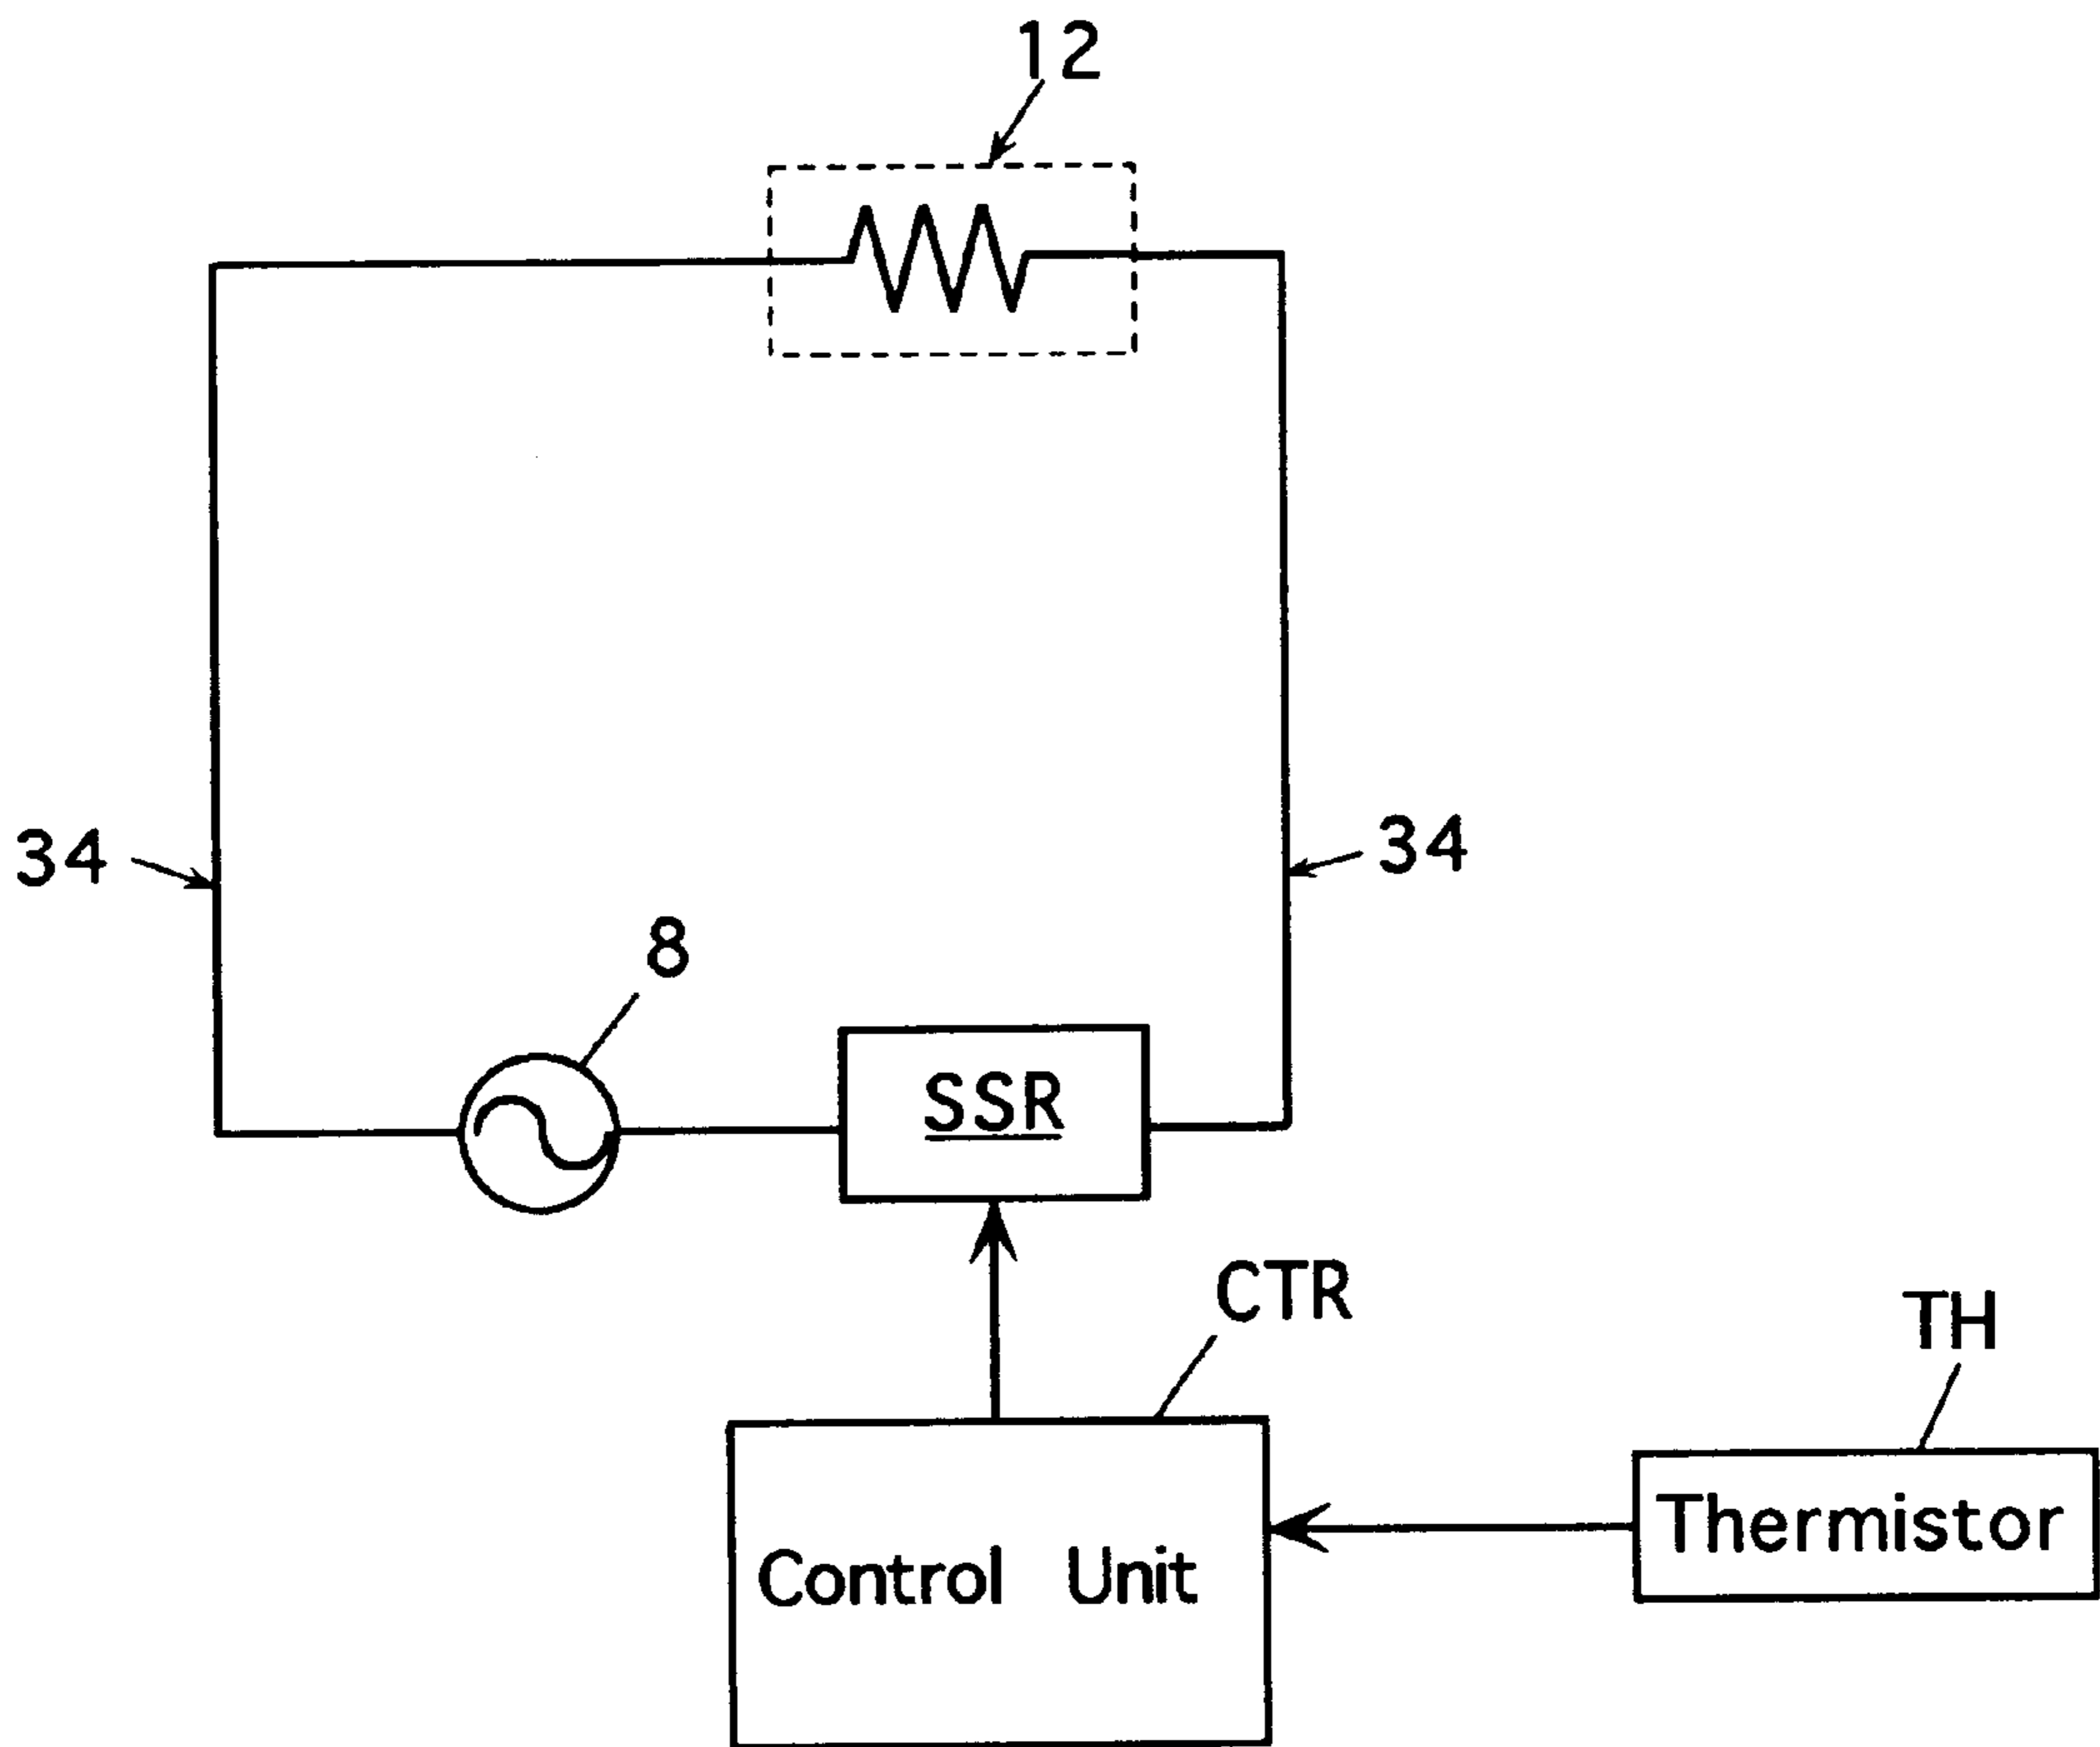 12
34
34
8
SSR
CTR
TH
Control Unit
Thermistor